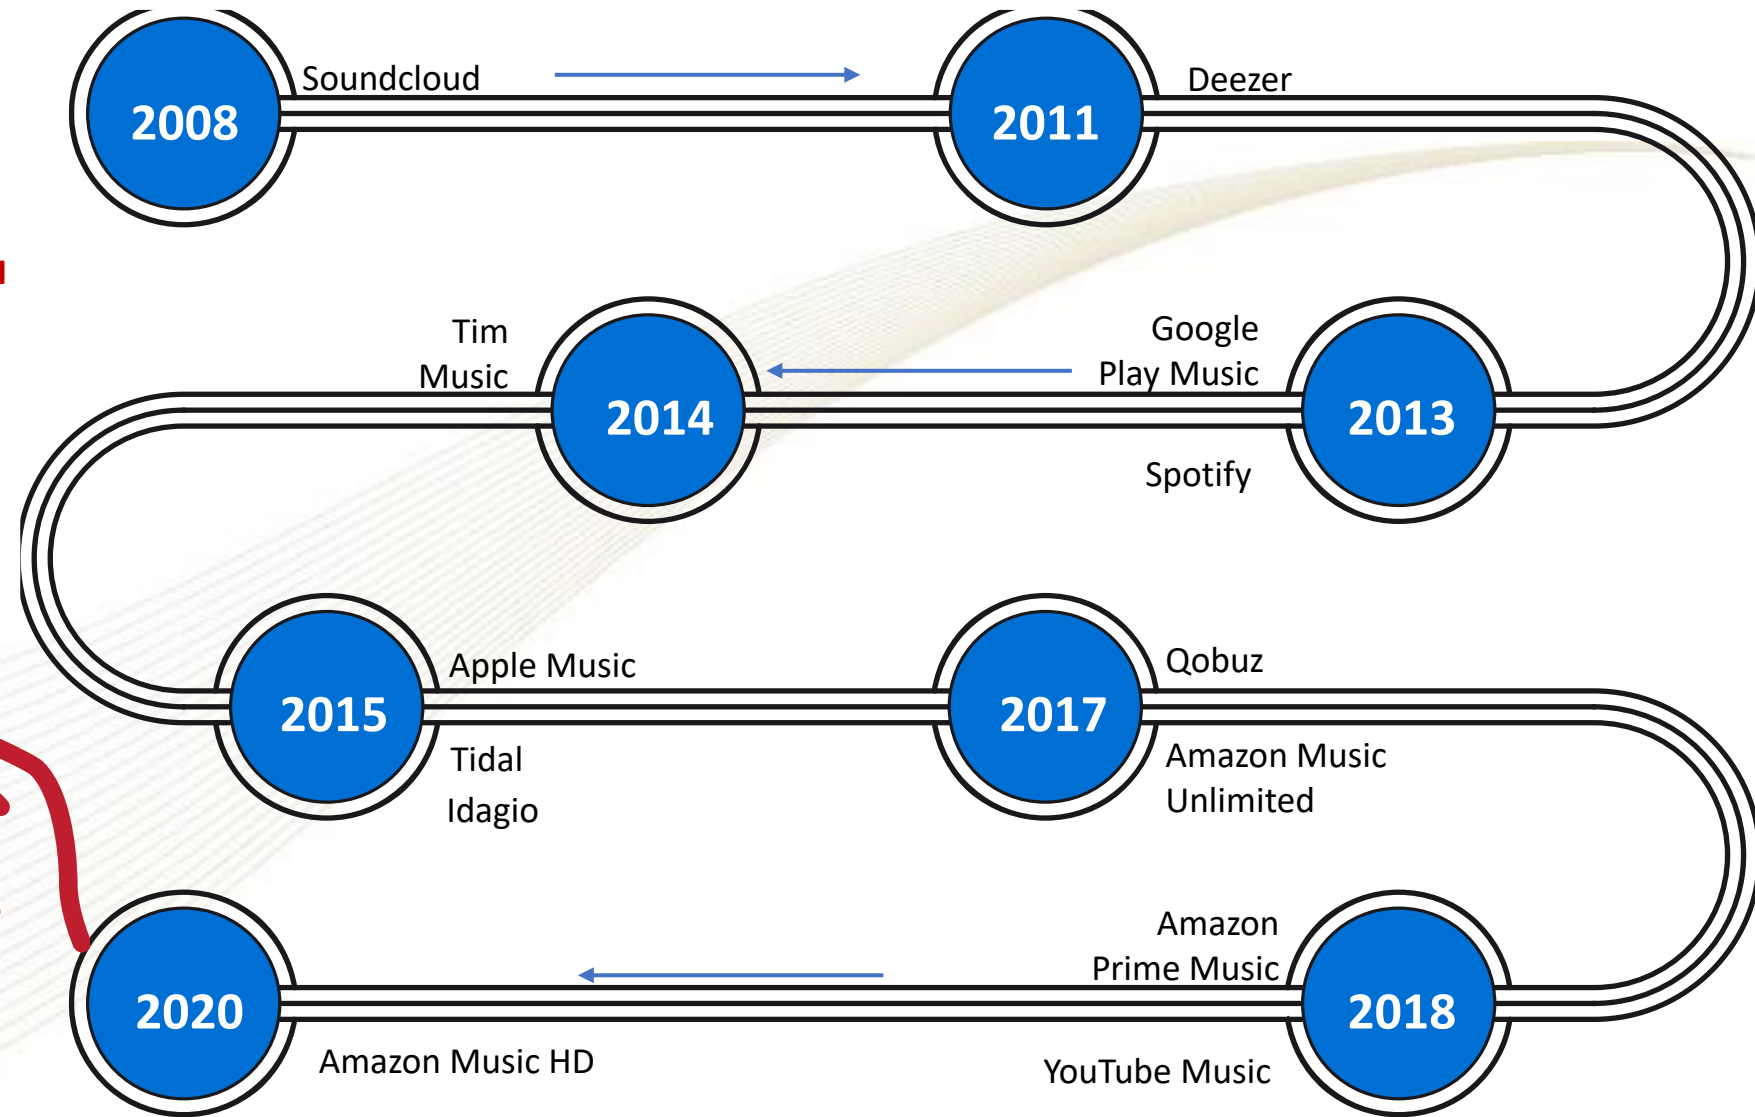 2008
Soundcloud
2011
Deezer
2013
Google
Play Music
Spotify
2014
Tim
Music
2015
Apple Music
Tidal
Idagio
2017
Qobuz
Amazon Music
Unlimited
2018
Amazon
Prime Music
YouTube Music
2020
Amazon Music HD